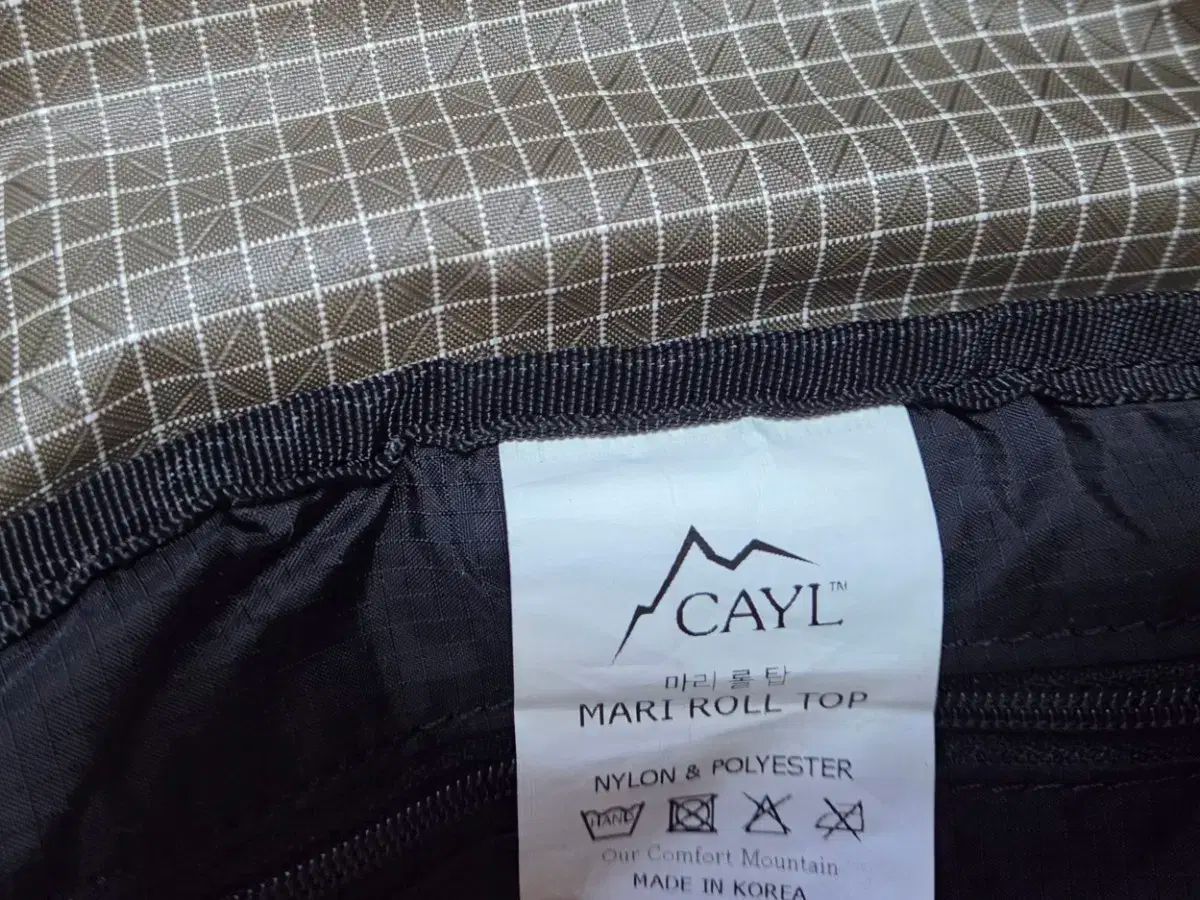 CAYL™
마리 롤 탑
MARI ROLL TOP
NYLON & POLYESTER
HAND
Our Comfort Mountain
MADE IN KOREA